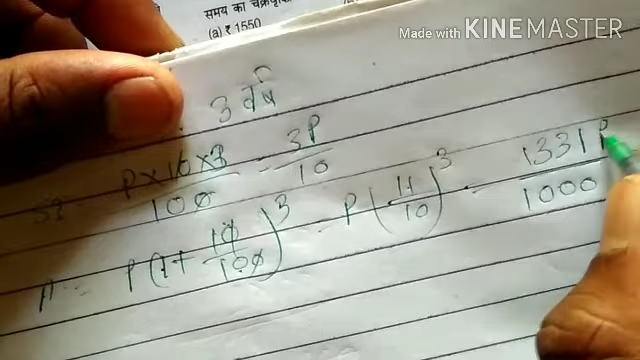 समय का चक्रवृ
(a) ₹ 1550
Made with KINEMASTER
3 वर्ष
P×10×3/100 = 3P/10
A = P(1+10/100)^3 = P(11/10)^3 = 1331P/1000